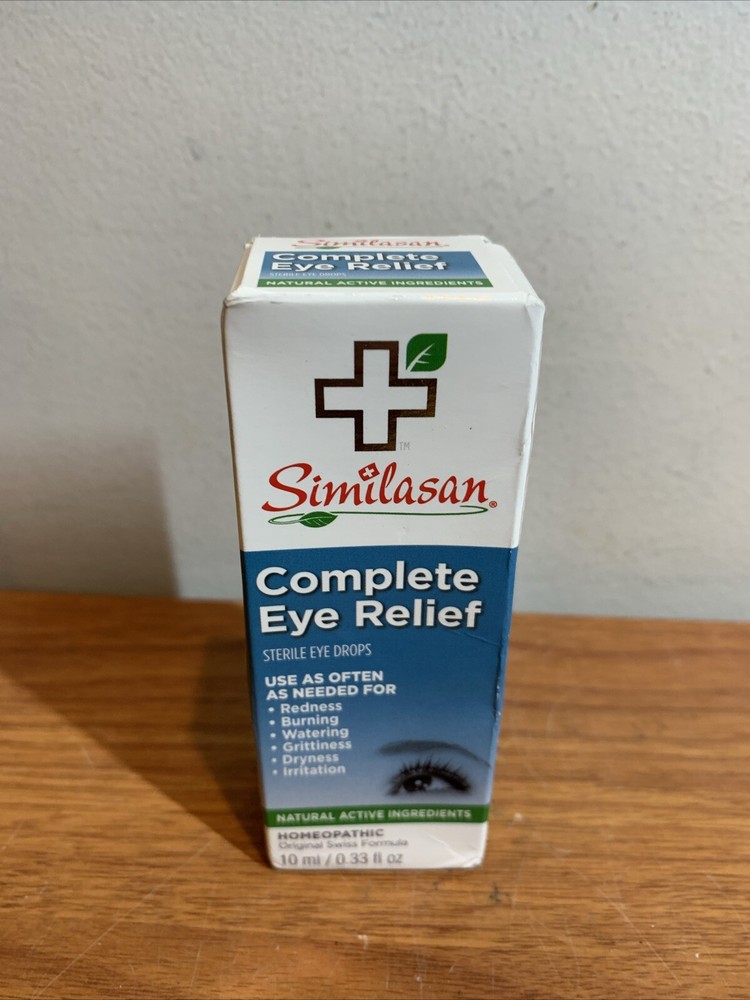 Similasan
Complete
Eye Relief
STERILE EYE DROPS
NATURAL ACTIVE INGREDIENTS
TM
Similasan®
Complete
Eye Relief
STERILE EYE DROPS
USE AS OFTEN
AS NEEDED FOR
• Redness
• Burning
• Watering
• Grittiness
• Dryness
• Irritation
NATURAL ACTIVE INGREDIENTS
HOMEOPATHIC
Original Swiss Formula
10 ml / 0.33 fl oz